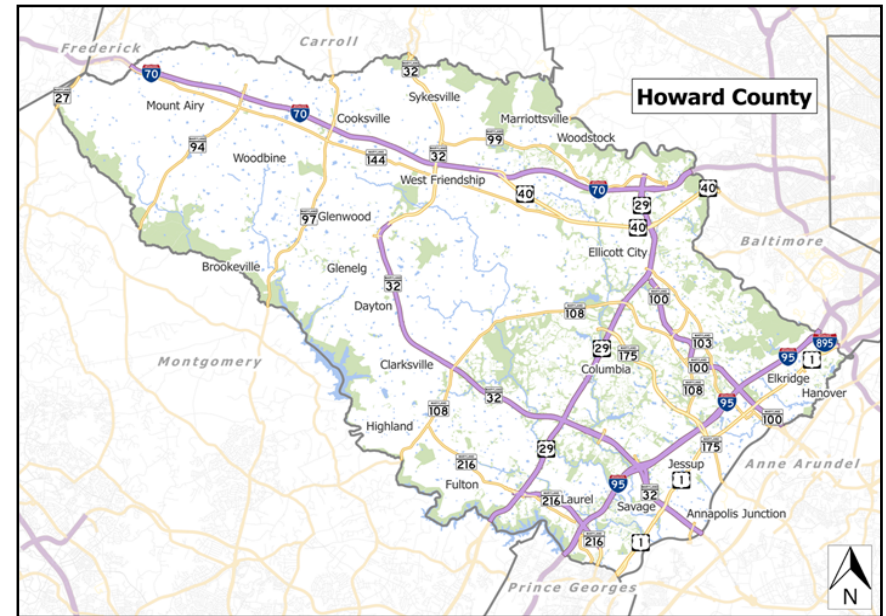 Frederick
Carroll
32
70
27
Mount Airy
Sykesville
Howard County
70
Cooksville
Marriottsville
94
99
Woodstock
Woodbine
144
32
West Friendship
40
70
40
29
97
Glenwood
40
Baltimore
Ellicott City
Brookeville
Glenelg
32
100
Dayton
108
103
895
29
175
95
1
Montgomery
Clarksville
Columbia
100
Elkridge
32
108
Hanover
108
95
100
Highland
29
175
216
Jessup
Anne Arundel
Fulton
95
1
32
216
Laurel
Savage
Annapolis Junction
216
1
Prince Georges
N